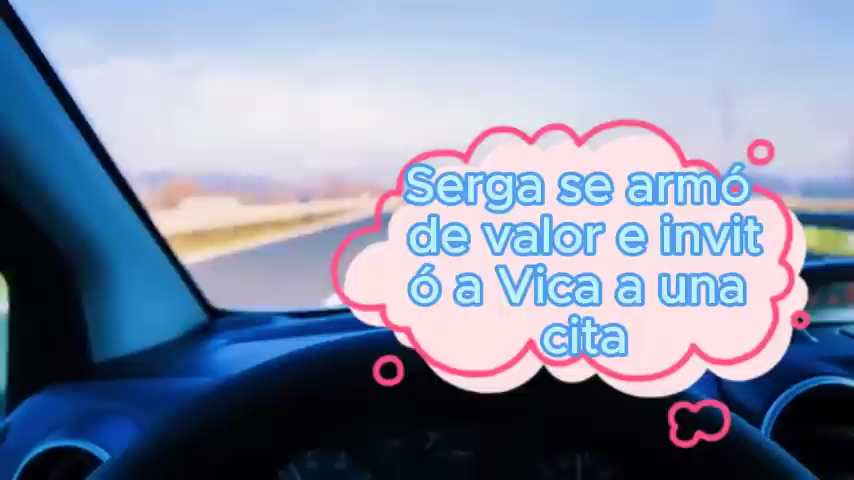 Serga se armó
de valor e invit
ó a Vica a una
cita